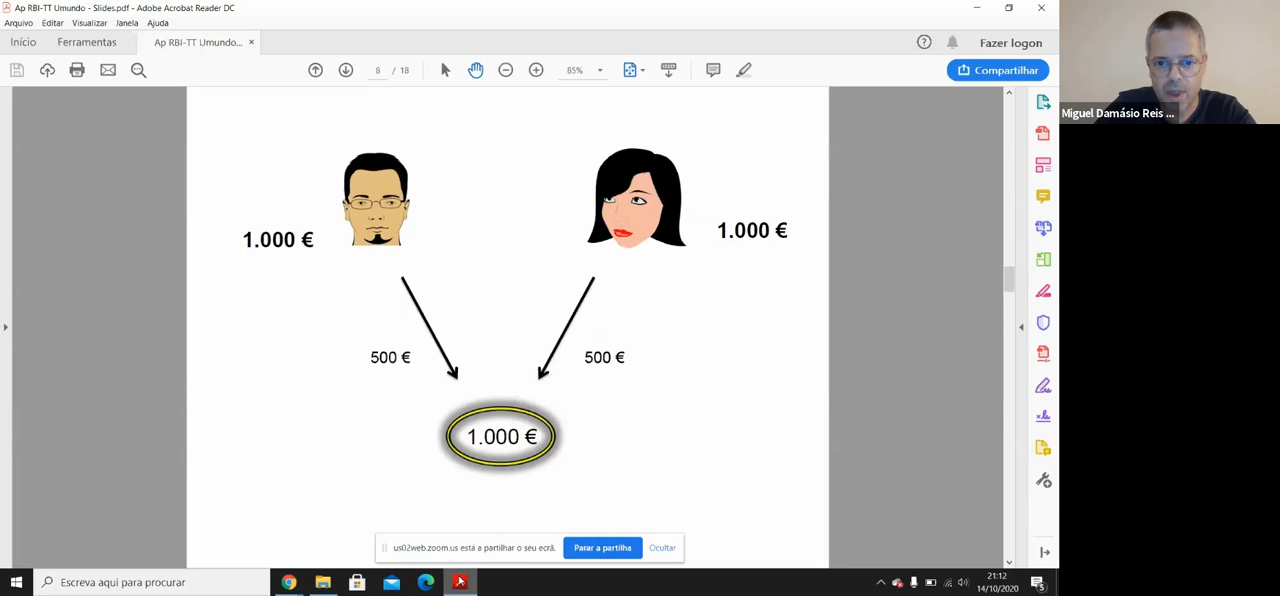 Ap RBI-TT Umundo - Slides.pdf - Adobe Acrobat Reader DC
Arquivo Editar Visualizar Janela Ajuda
Início Ferramentas Ap RBI-TT Umundo... × Fazer logon
8 / 18 85% Compartilhar
Miguel Damásio Reis ...
1.000 € 1.000 €
500 € 500 €
1.000 €
us02web.zoom.us está a partilhar o seu ecrã. Parar a partilha Ocultar
Escreva aqui para procurar
21:12
14/10/2020
5